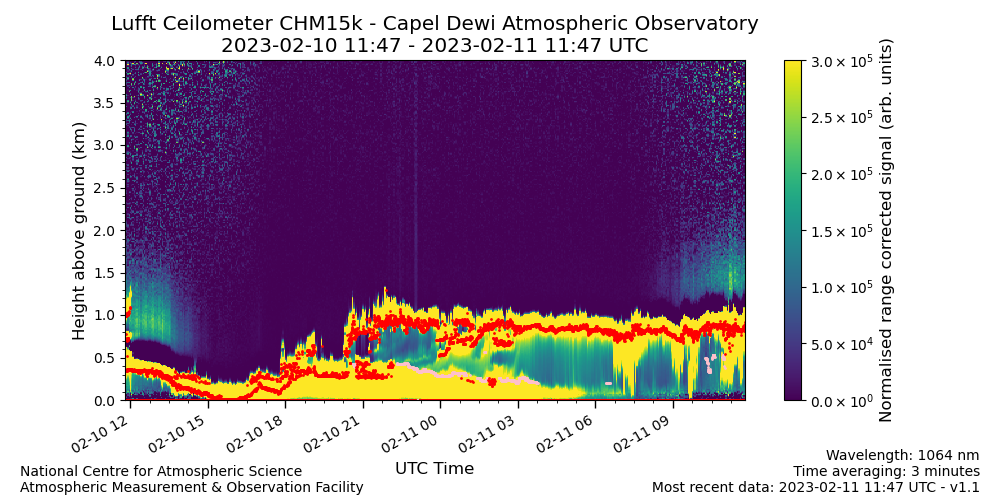 Lufft Ceilometer CHM15k - Capel Dewi Atmospheric Observatory
2023-02-10 11:47 - 2023-02-11 11:47 UTC
Height above ground (km)
4.0
3.5
3.0
2.5
2.0
1.5
1.0
0.5
0.0
02-10 12
02-10 15
02-10 18
02-10 21
02-11 00
02-11 03
02-11 06
02-11 09
UTC Time
3.0 × 10⁵
2.5 × 10⁵
2.0 × 10⁵
1.5 × 10⁵
1.0 × 10⁵
5.0 × 10⁴
0.0 × 10⁰
Normalised range corrected signal (arb. units)
National Centre for Atmospheric Science
Atmospheric Measurement & Observation Facility
Wavelength: 1064 nm
Time averaging: 3 minutes
Most recent data: 2023-02-11 11:47 UTC - v1.1